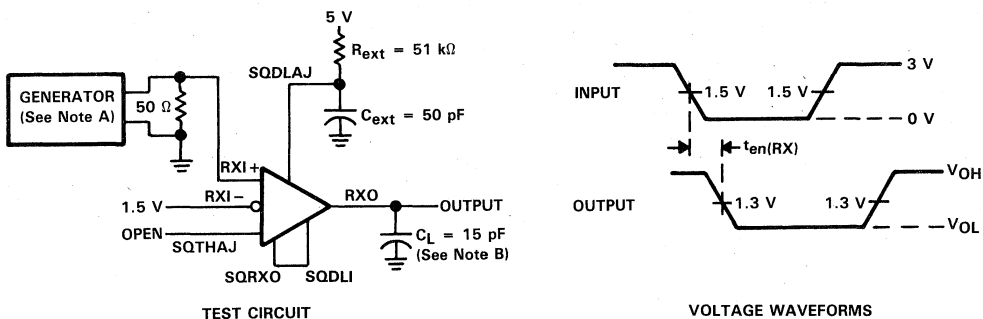 5 V
Rext = 51 kΩ
SQDLAJ
Cext = 50 pF
GENERATOR
(See Note A)
50 Ω
RXI+
RXI−
1.5 V
OPEN
SQTHAJ
RXO
OUTPUT
CL = 15 pF
(See Note B)
SQRXO
SQDLI
TEST CIRCUIT
INPUT
1.5 V
1.5 V
3 V
0 V
ten(RX)
OUTPUT
1.3 V
1.3 V
VOH
VOL
VOLTAGE WAVEFORMS